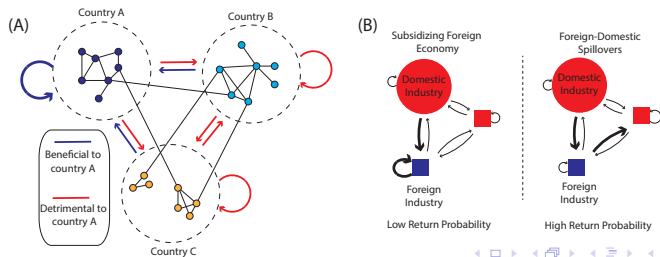 (A)
Country A
Country B
Beneficial to
country A
Detrimental to
country A
Country C
(B)
Subsidizing Foreign
Economy
Domestic
Industry
Foreign
Industry
Low Return Probability
Foreign-Domestic
Spillovers
Domestic
Industry
Foreign
Industry
High Return Probability